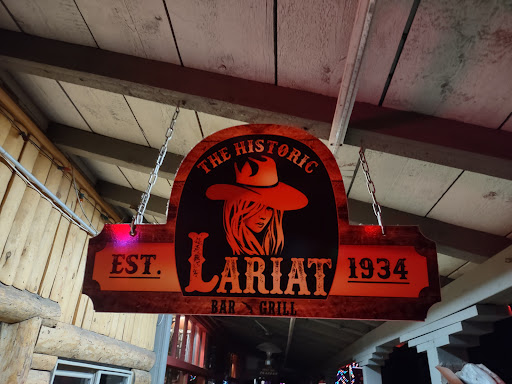 THE HISTORIC
LARIAT
EST. 1934
BAR & GRILL